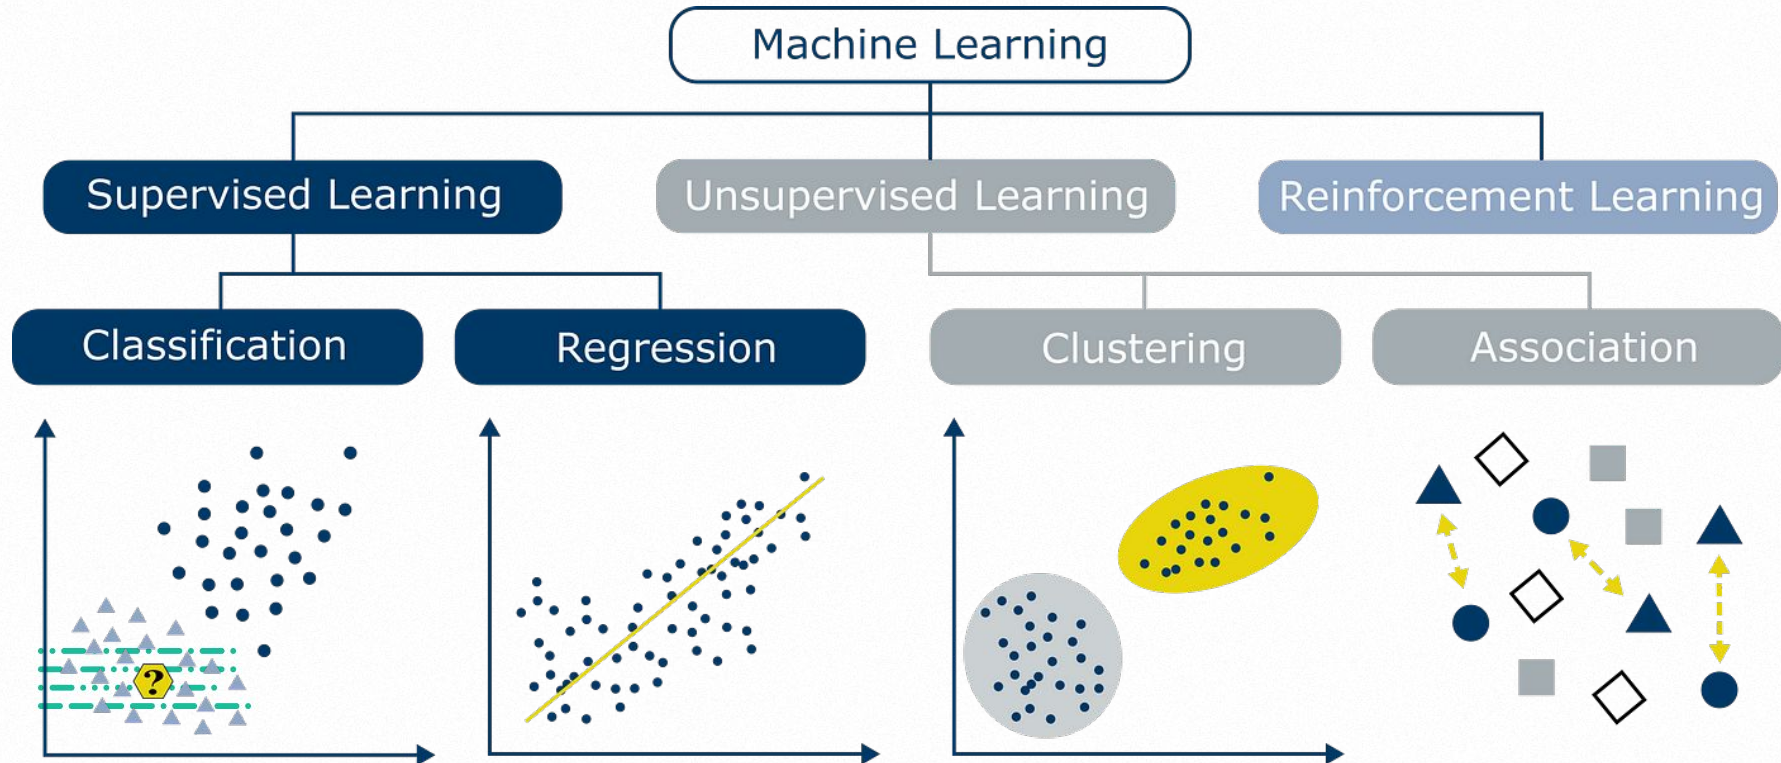 Machine Learning
Supervised Learning
Unsupervised Learning
Reinforcement Learning
Classification
Regression
Clustering
Association
?